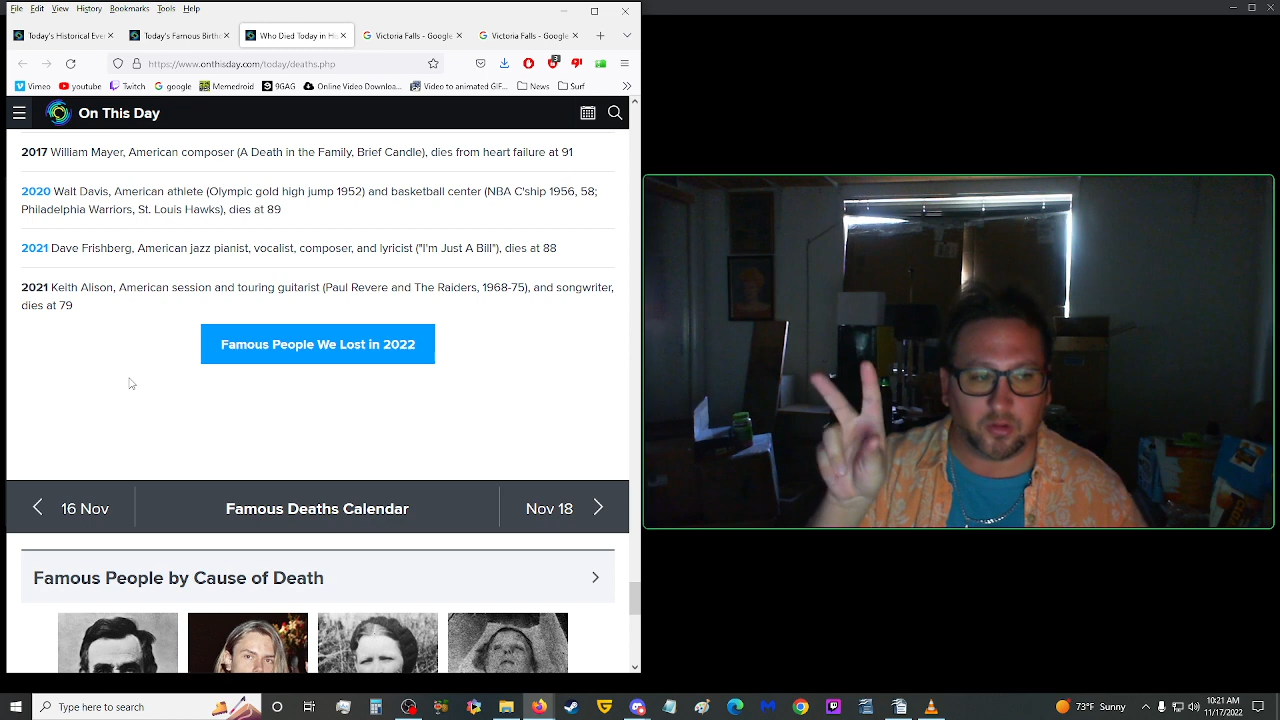 File Edit View History Bookmarks Tools Help
Today's Historical Eve
Today's Famous Birthd
Who Died Today in His
Victoria Falls - Google
Victoria Falls - Google
https://www.onthisday.com/today/deaths.php
3
Vimeo youtube Twitch google Memedroid 9GAG Online Video Downloa... Video to animated GIF... News Surf
On This Day
2017 William Mayer, American composer (A Death in the Family, Brief Candle), dies from heart failure at 91
2020 Walt Davis, American athlete (Olympic gold high jump 1952) and basketball center (NBA C'ship 1956, 58;
Philadelphia Warriors, St. Louis Hawks), dies at 89
2021 Dave Frishberg, American jazz pianist, vocalist, composer, and lyricist ("I'm Just A Bill"), dies at 88
2021 Keith Alison, American session and touring guitarist (Paul Revere and The Raiders, 1968-75), and songwriter,
dies at 79
Famous People We Lost in 2022
16 Nov
Famous Deaths Calendar
Nov 18
Famous People by Cause of Death
Type here to search
73°F Sunny
10:21 AM
11/17/2022